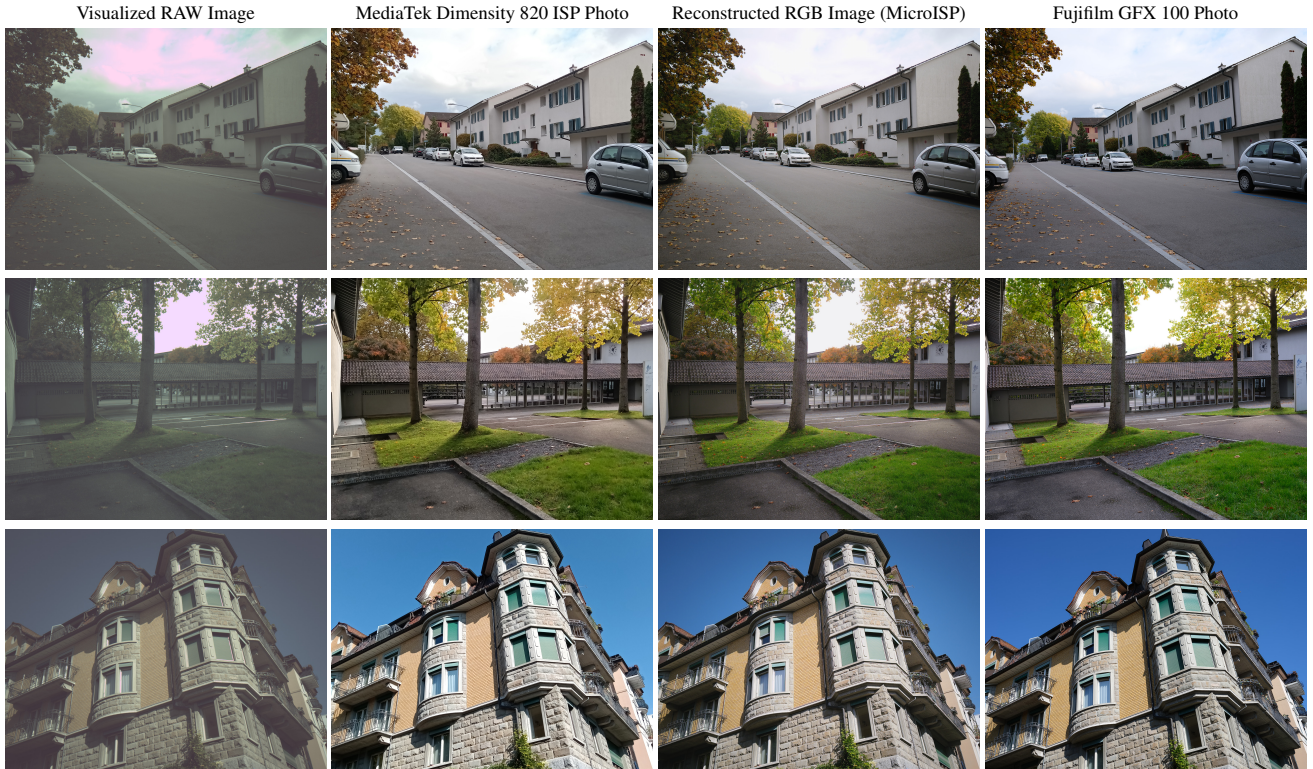 Visualized RAW Image
MediaTek Dimensity 820 ISP Photo
Reconstructed RGB Image (MicroISP)
Fujifilm GFX 100 Photo